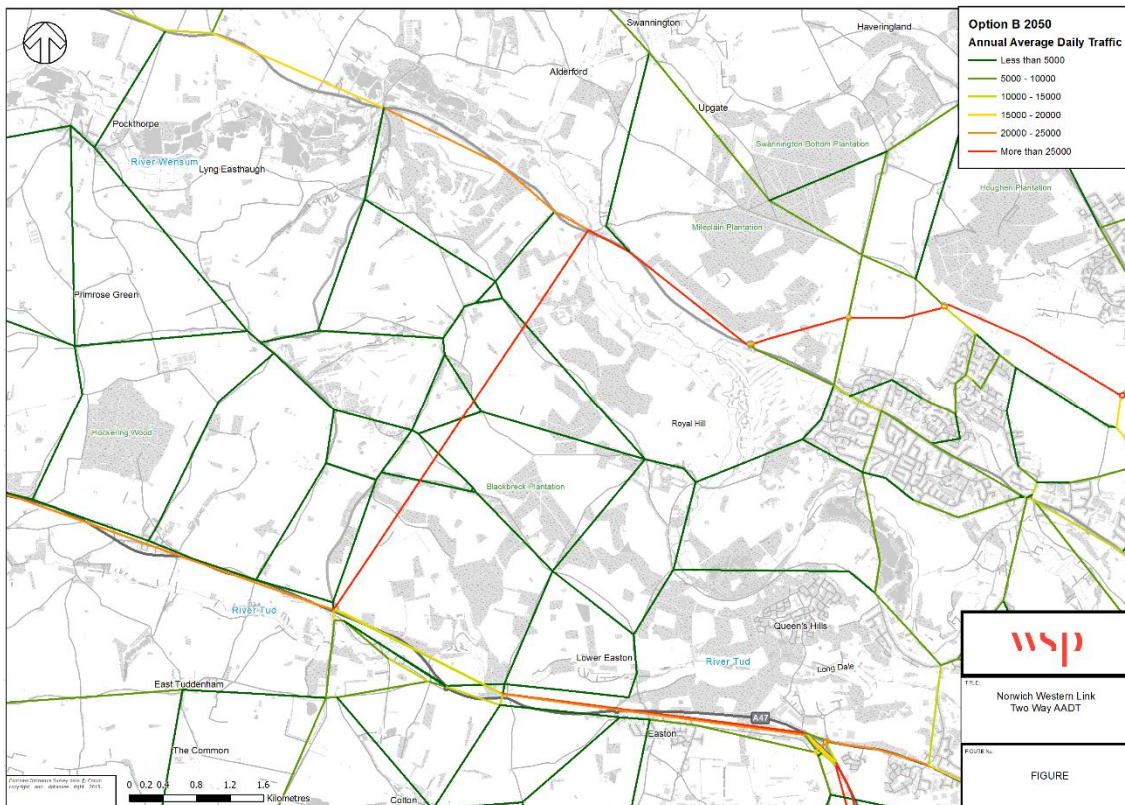 Option B 2050
Annual Average Daily Traffic
Less than 5000
5000 - 10000
10000 - 15000
15000 - 20000
20000 - 25000
More than 25000
Swannington
Haveringland
Alderford
Upgate
Pockthorpe
Swannington Bottom Plantation
River Wensum
Lyng Easthaugh
Houghen Plantation
Mileplain Plantation
Primrose Green
Royal Hill
Hockering Wood
Blackbreck Plantation
River Tud
Queen's Hills
Lower Easton
River Tud
Long Dale
East Tuddenham
A47
Easton
The Common
Colton
0 0.2 0.4 0.8 1.2 1.6
Kilometres
wsp
TITLE:
Norwich Western Link
Two Way AADT
FIGURE